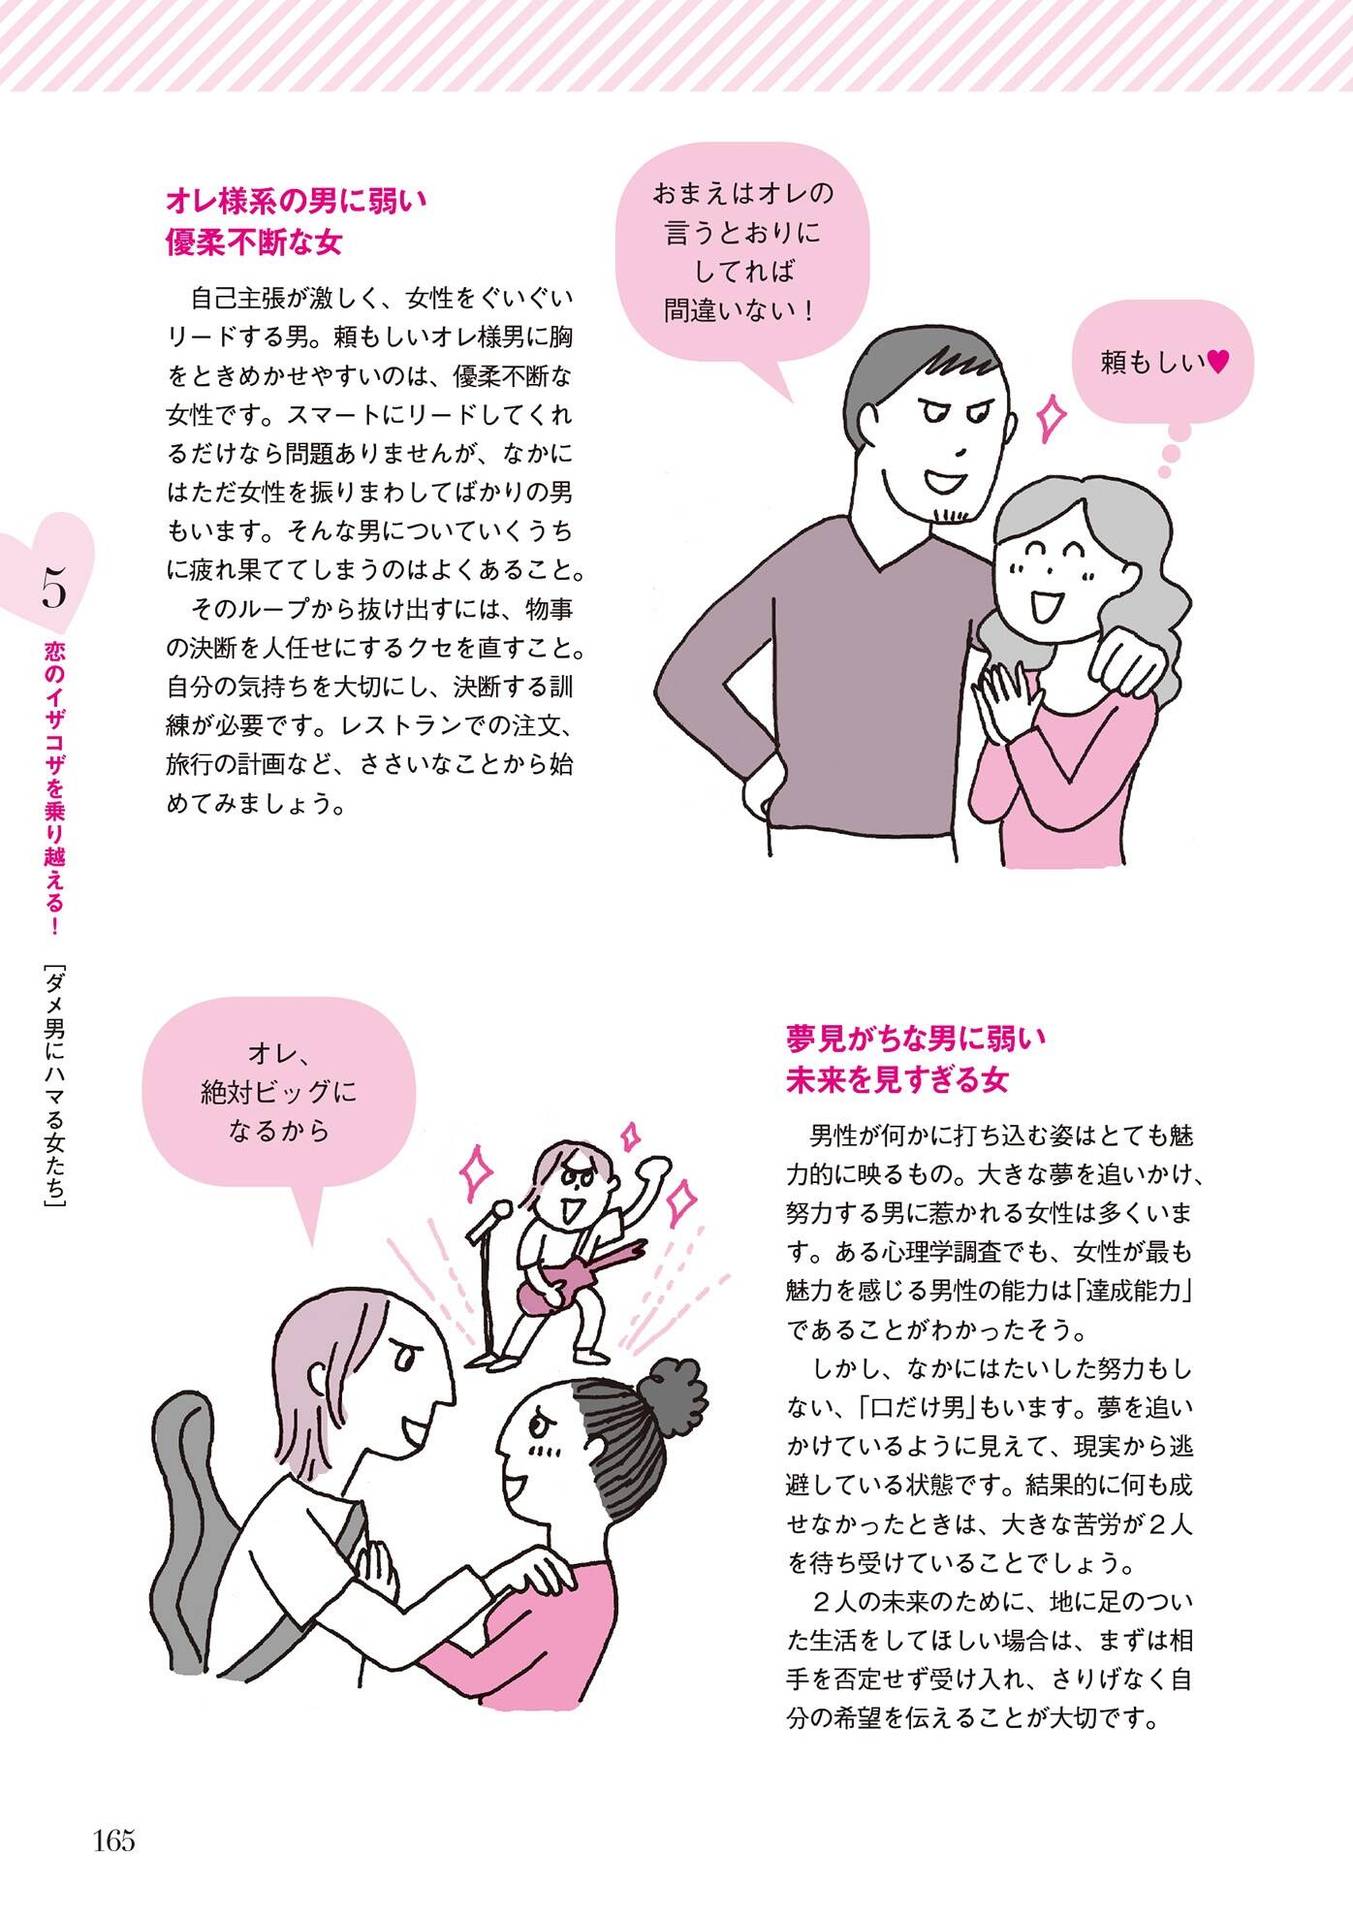 オレ様系の男に弱い
優柔不断な女
自己主張が激しく、女性をぐいぐい
リードする男。頼もしいオレ様男に胸
をときめかせやすいのは、優柔不断な
女性です。スマートにリードしてくれ
るだけなら問題ありませんが、なかに
はただ女性を振りまわしてばかりの男
もいます。そんな男についていくうち
に疲れ果ててしまうのはよくあること。
そのループから抜け出すには、物事
の決断を人任せにするクセを直すこと。
自分の気持ちを大切にし、決断する訓
練が必要です。レストランでの注文、
旅行の計画など、ささいなことから始
めてみましょう。
おまえはオレの
言うとおりに
してれば
間違いない！
頼もしい♥
5
恋のイザコザを乗り越える！
［ダメ男にハマる女たち］
オレ、
絶対ビッグに
なるから
夢見がちな男に弱い
未来を見すぎる女
男性が何かに打ち込む姿はとても魅
力的に映るもの。大きな夢を追いかけ、
努力する男に惹かれる女性は多くいま
す。ある心理学調査でも、女性が最も
魅力を感じる男性の能力は「達成能力」
であることがわかったそう。
しかし、なかにはたいした努力もし
ない、「口だけ男」もいます。夢を追い
かけているように見えて、現実から逃
避している状態です。結果的に何も成
せなかったときは、大きな苦労が２人
を待ち受けていることでしょう。
２人の未来のために、地に足のつい
た生活をしてほしい場合は、まずは相
手を否定せず受け入れ、さりげなく自
分の希望を伝えることが大切です。
165